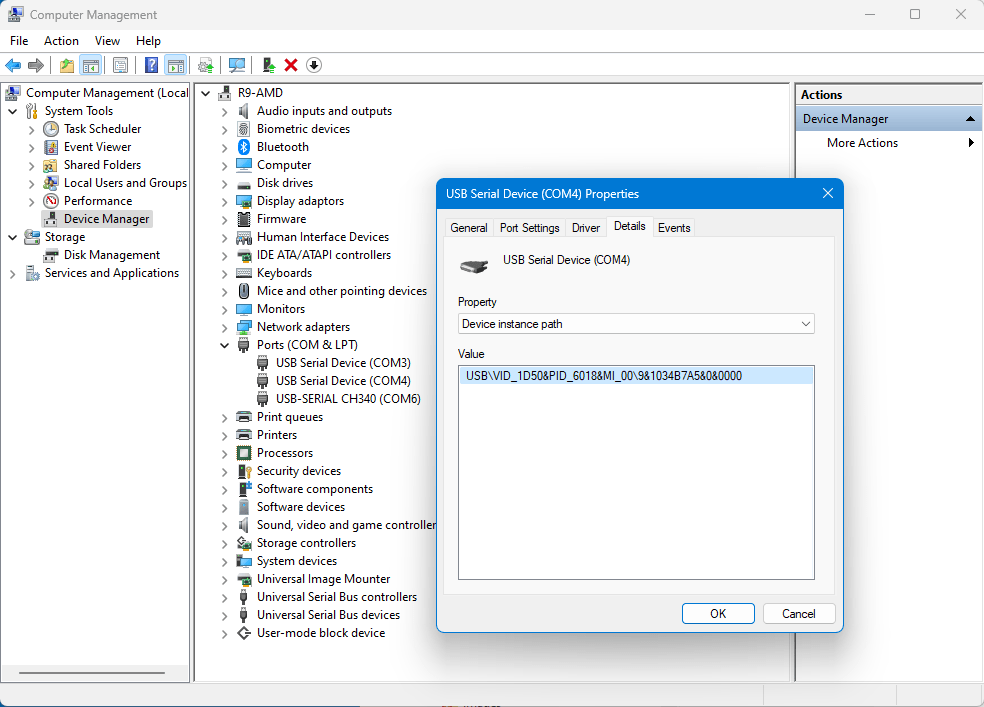 Computer Management
File Action View Help
Computer Management (Local
System Tools
Task Scheduler
Event Viewer
Shared Folders
Local Users and Groups
Performance
Device Manager
Storage
Disk Management
Services and Applications
R9-AMD
Audio inputs and outputs
Biometric devices
Bluetooth
Computer
Disk drives
Display adaptors
Firmware
Human Interface Devices
IDE ATA/ATAPI controllers
Keyboards
Mice and other pointing devices
Monitors
Network adapters
Ports (COM & LPT)
USB Serial Device (COM3)
USB Serial Device (COM4)
USB-SERIAL CH340 (COM6)
Print queues
Printers
Processors
Security devices
Software components
Software devices
Sound, video and game controller
Storage controllers
System devices
Universal Image Mounter
Universal Serial Bus controllers
Universal Serial Bus devices
User-mode block device
USB Serial Device (COM4) Properties
General Port Settings Driver Details Events
USB Serial Device (COM4)
Property
Device instance path
Value
USB\VID_1D50&PID_6018&MI_00\9&1034B7A5&0&0000
OK Cancel
Actions
Device Manager
More Actions